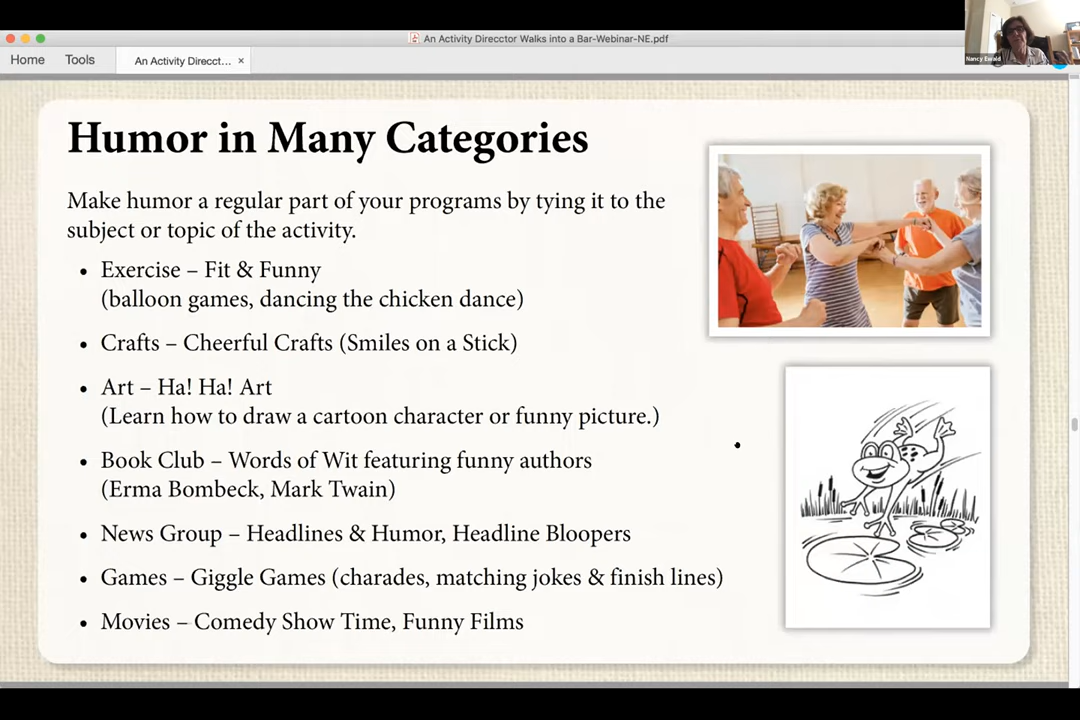 An Activity Direcctor Walks into a Bar-Webinar-NE.pdf
Home Tools An Activity Direcct... ×
Nancy Ewald
Humor in Many Categories
Make humor a regular part of your programs by tying it to the
subject or topic of the activity.
• Exercise – Fit & Funny
(balloon games, dancing the chicken dance)
• Crafts – Cheerful Crafts (Smiles on a Stick)
• Art – Ha! Ha! Art
(Learn how to draw a cartoon character or funny picture.)
• Book Club – Words of Wit featuring funny authors
(Erma Bombeck, Mark Twain)
• News Group – Headlines & Humor, Headline Bloopers
• Games – Giggle Games (charades, matching jokes & finish lines)
• Movies – Comedy Show Time, Funny Films